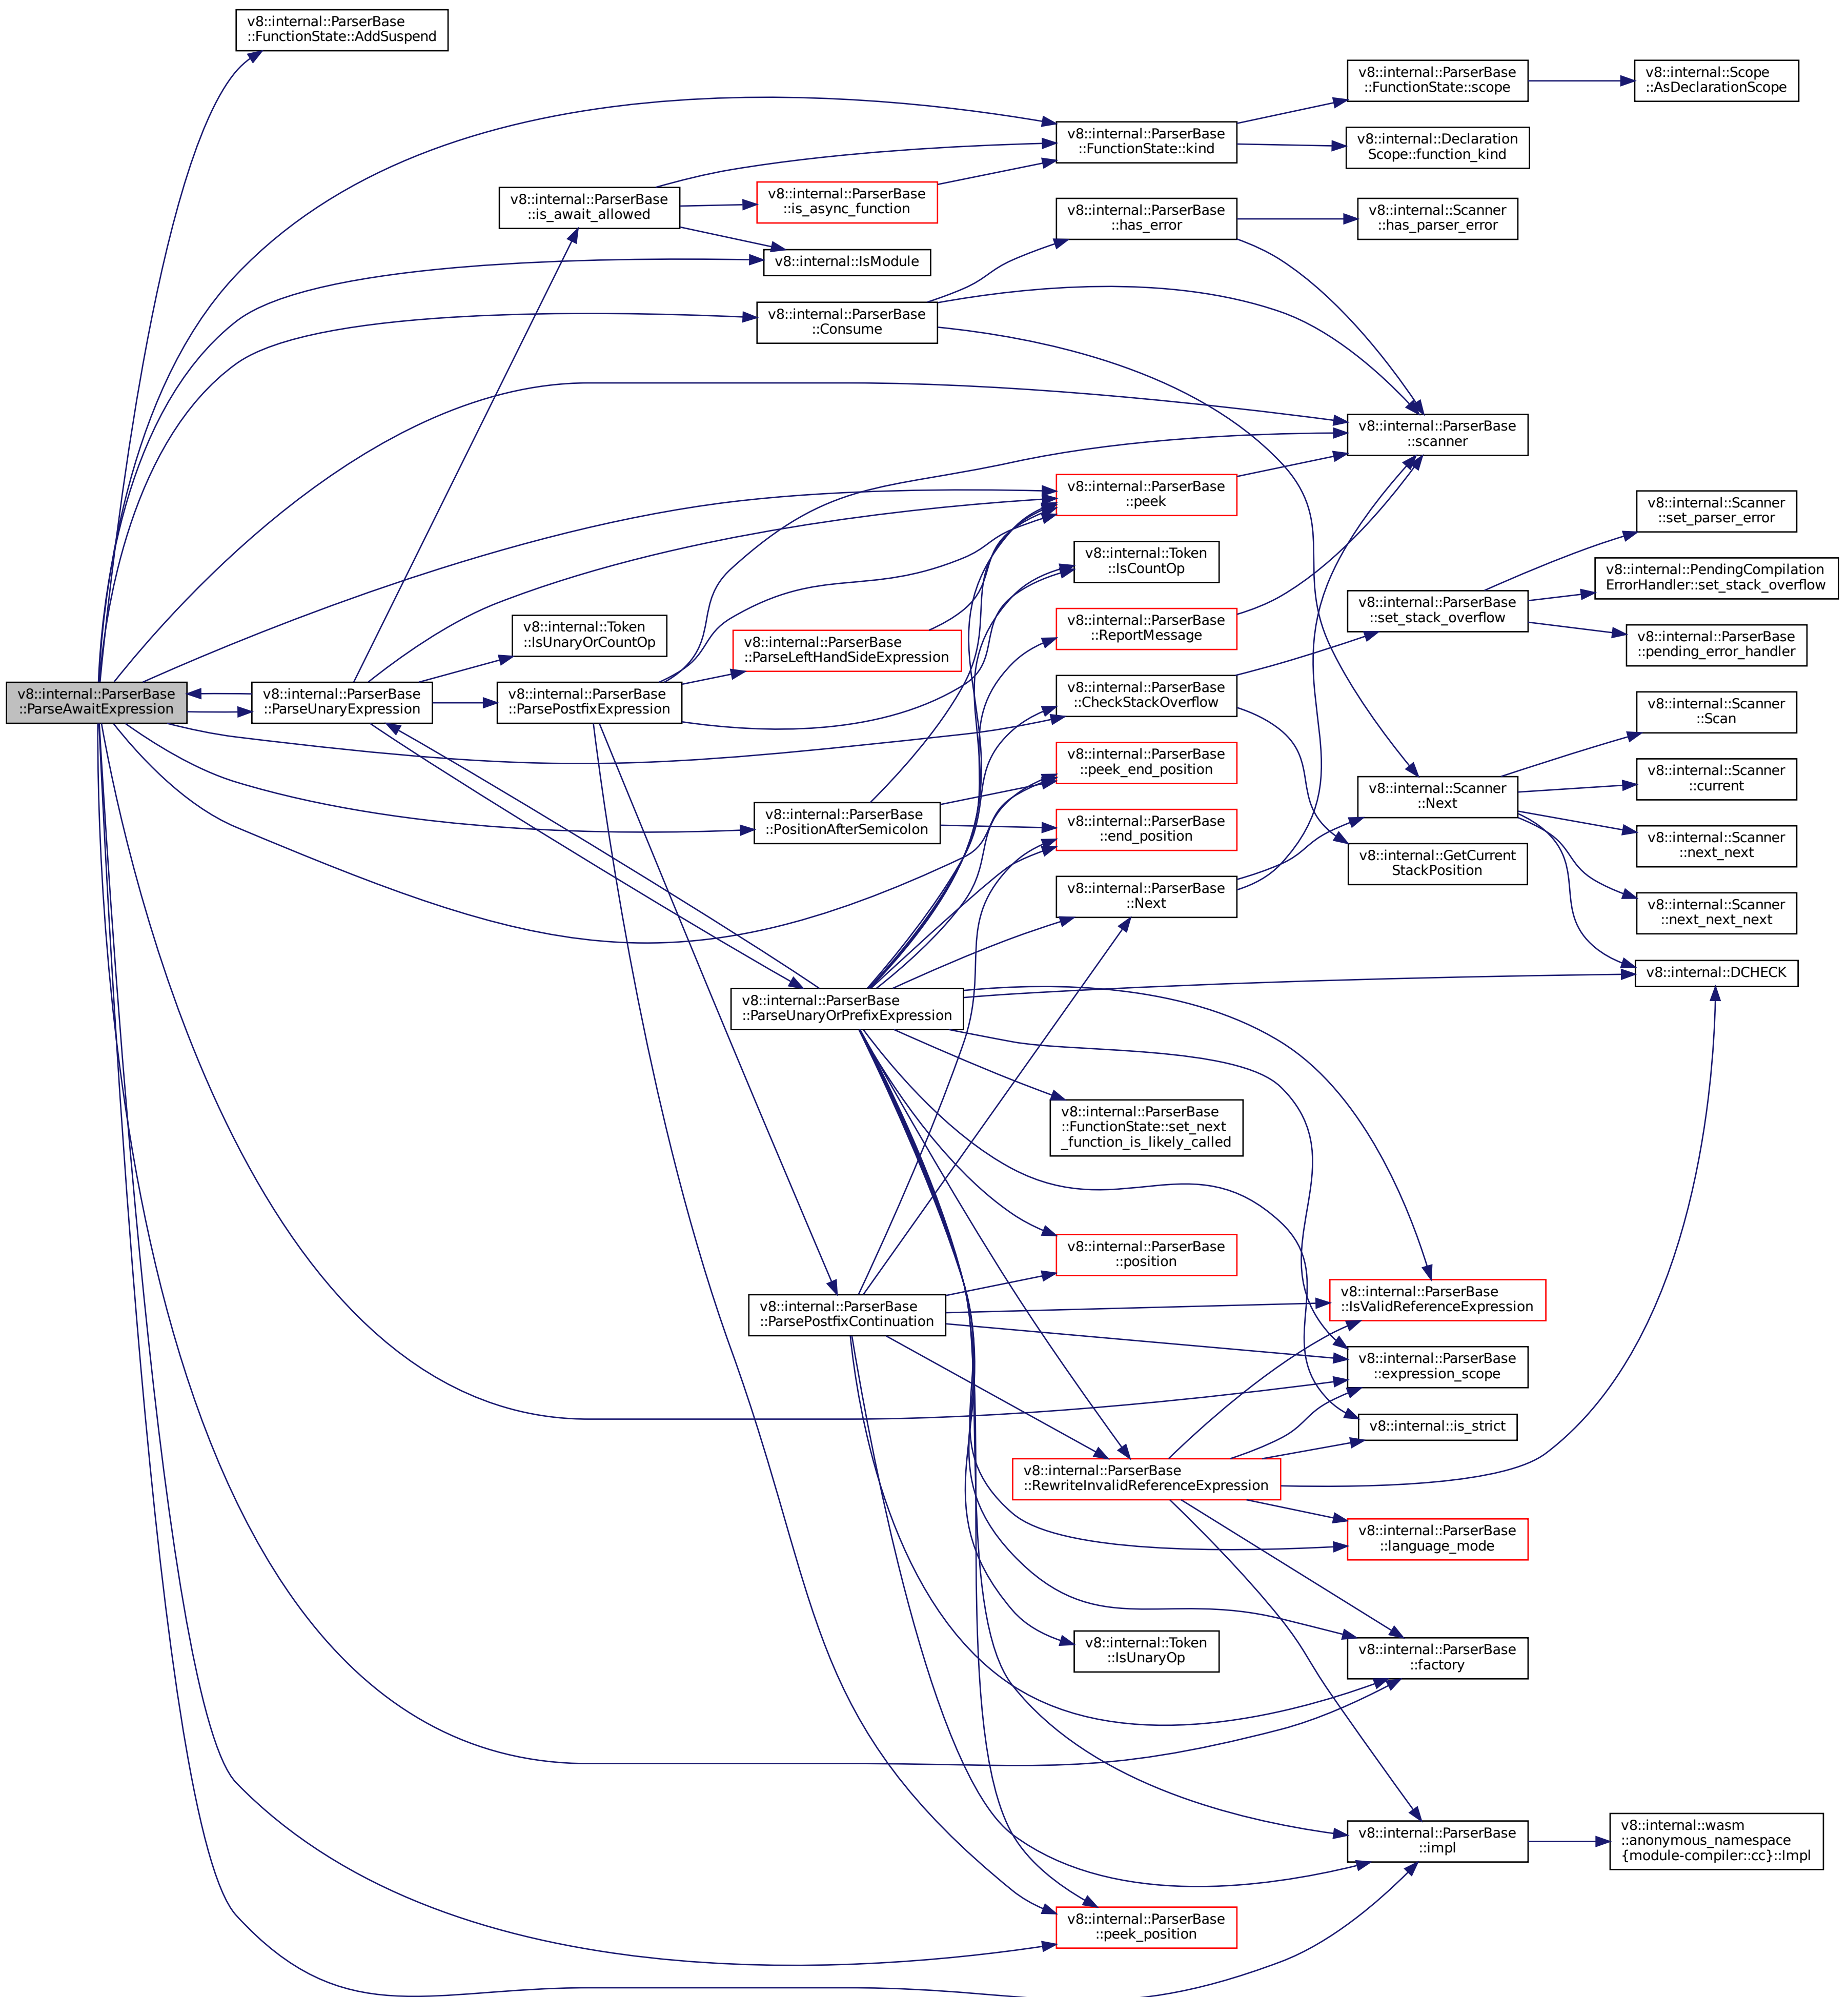 v8::internal::ParserBase
::FunctionState::AddSuspend
v8::internal::ParserBase
::FunctionState::scope
v8::internal::Scope
::AsDeclarationScope
v8::internal::ParserBase
::FunctionState::kind
v8::internal::Declaration
Scope::function_kind
v8::internal::ParserBase
::is_await_allowed
v8::internal::ParserBase
::is_async_function
v8::internal::ParserBase
::has_error
v8::internal::Scanner
::has_parser_error
v8::internal::IsModule
v8::internal::ParserBase
::Consume
v8::internal::ParserBase
::scanner
v8::internal::ParserBase
::peek
v8::internal::Scanner
::set_parser_error
v8::internal::Token
::IsCountOp
v8::internal::PendingCompilation
ErrorHandler::set_stack_overflow
v8::internal::ParserBase
::set_stack_overflow
v8::internal::ParserBase
::ReportMessage
v8::internal::Token
::IsUnaryOrCountOp
v8::internal::ParserBase
::pending_error_handler
v8::internal::ParserBase
::ParseLeftHandSideExpression
v8::internal::ParserBase
::ParseAwaitExpression
v8::internal::ParserBase
::ParseUnaryExpression
v8::internal::ParserBase
::ParsePostfixExpression
v8::internal::ParserBase
::CheckStackOverflow
v8::internal::Scanner
::Scan
v8::internal::ParserBase
::peek_end_position
v8::internal::Scanner
::current
v8::internal::Scanner
::Next
v8::internal::ParserBase
::PositionAfterSemicolon
v8::internal::ParserBase
::end_position
v8::internal::Scanner
::next_next
v8::internal::GetCurrent
StackPosition
v8::internal::ParserBase
::Next
v8::internal::Scanner
::next_next_next
v8::internal::DCHECK
v8::internal::ParserBase
::ParseUnaryOrPrefixExpression
v8::internal::ParserBase
::FunctionState::set_next
_function_is_likely_called
v8::internal::ParserBase
::position
v8::internal::ParserBase
::IsValidReferenceExpression
v8::internal::ParserBase
::ParsePostfixContinuation
v8::internal::ParserBase
::expression_scope
v8::internal::is_strict
v8::internal::ParserBase
::RewriteInvalidReferenceExpression
v8::internal::ParserBase
::language_mode
v8::internal::Token
::IsUnaryOp
v8::internal::ParserBase
::factory
v8::internal::ParserBase
::impl
v8::internal::wasm
::anonymous_namespace
{module-compiler::cc}::Impl
v8::internal::ParserBase
::peek_position